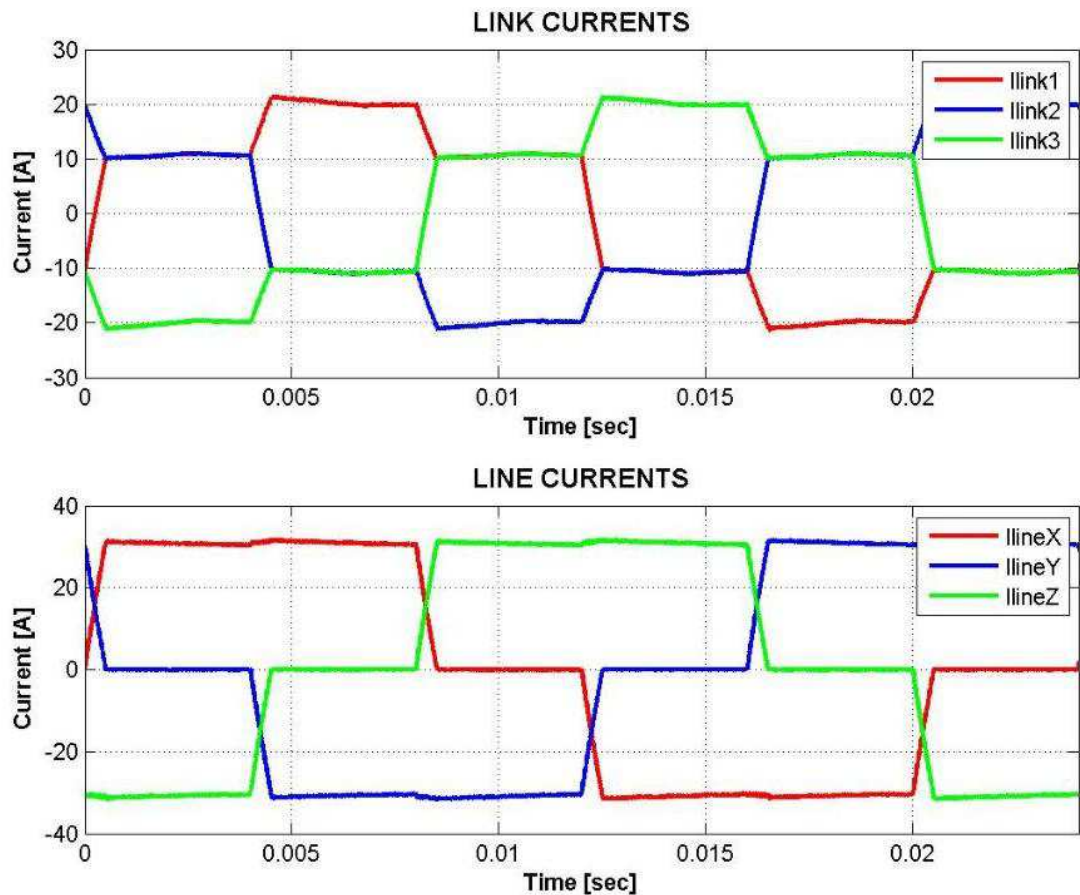 LINK CURRENTS
30
20
10
0
-10
-20
-30
Current [A]
Ilink1
Ilink2
Ilink3
0
0.005
0.01
0.015
0.02
Time [sec]
LINE CURRENTS
40
20
0
-20
-40
Current [A]
IlineX
IlineY
IlineZ
0
0.005
0.01
0.015
0.02
Time [sec]